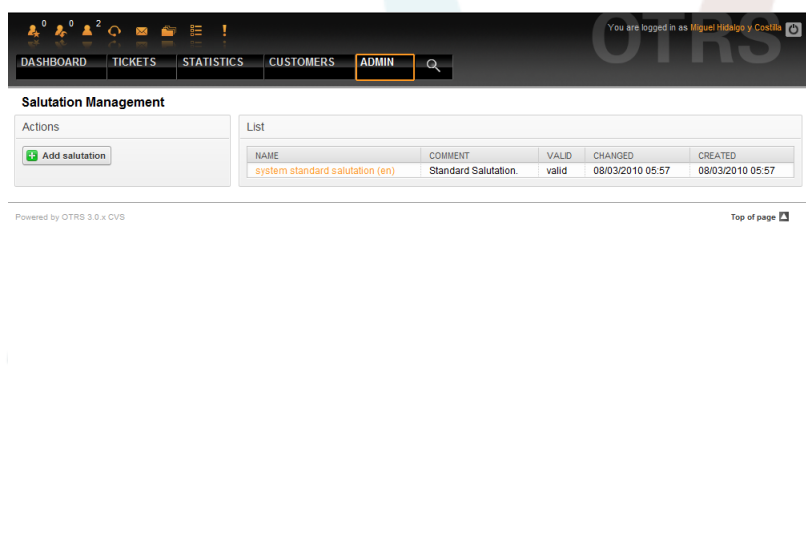 0 0 2
You are logged in as Miguel Hidalgo y Costilla
OTRS
DASHBOARD TICKETS STATISTICS CUSTOMERS ADMIN
Salutation Management
Actions
Add salutation
List
NAME COMMENT VALID CHANGED CREATED
system standard salutation (en) Standard Salutation. valid 08/03/2010 05:57 08/03/2010 05:57
Powered by OTRS 3.0.x CVS
Top of page